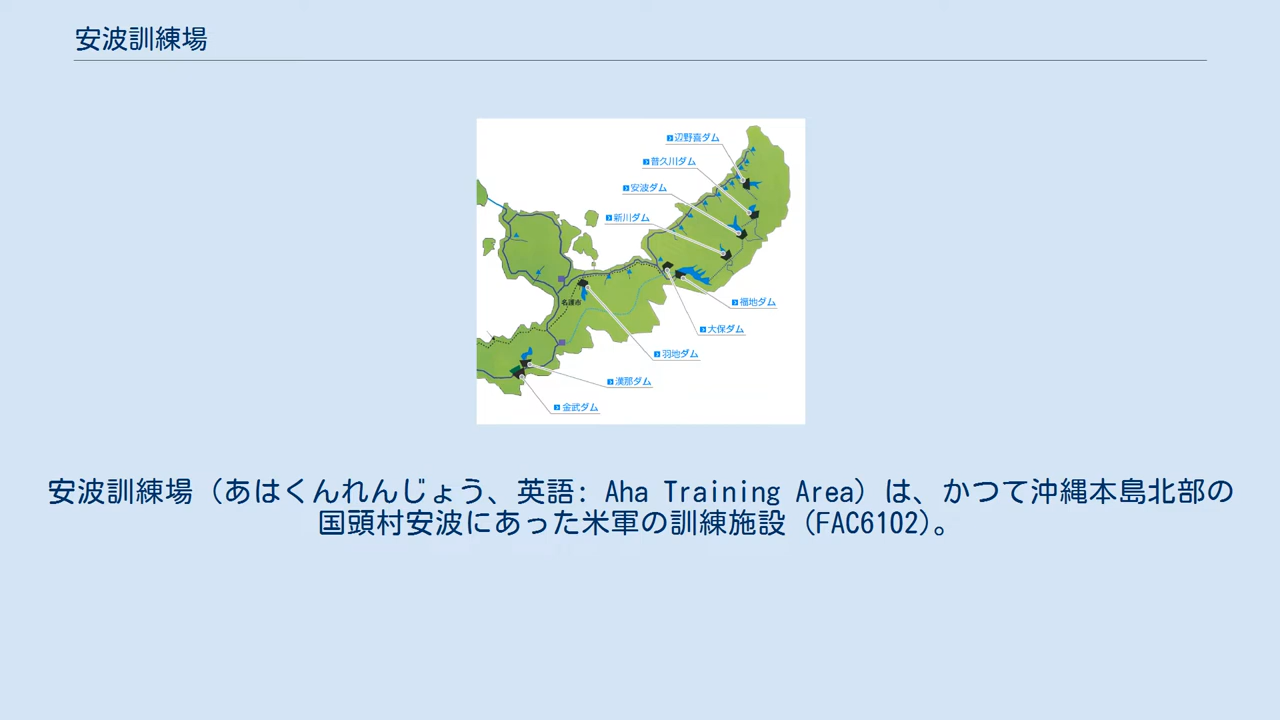 安波訓練場
辺野喜ダム
普久川ダム
安波ダム
新川ダム
福地ダム
大保ダム
名護市
羽地ダム
漢那ダム
金武ダム
安波訓練場（あはくんれんじょう、英語: Aha Training Area）は、かつて沖縄本島北部の
国頭村安波にあった米軍の訓練施設（FAC6102)。